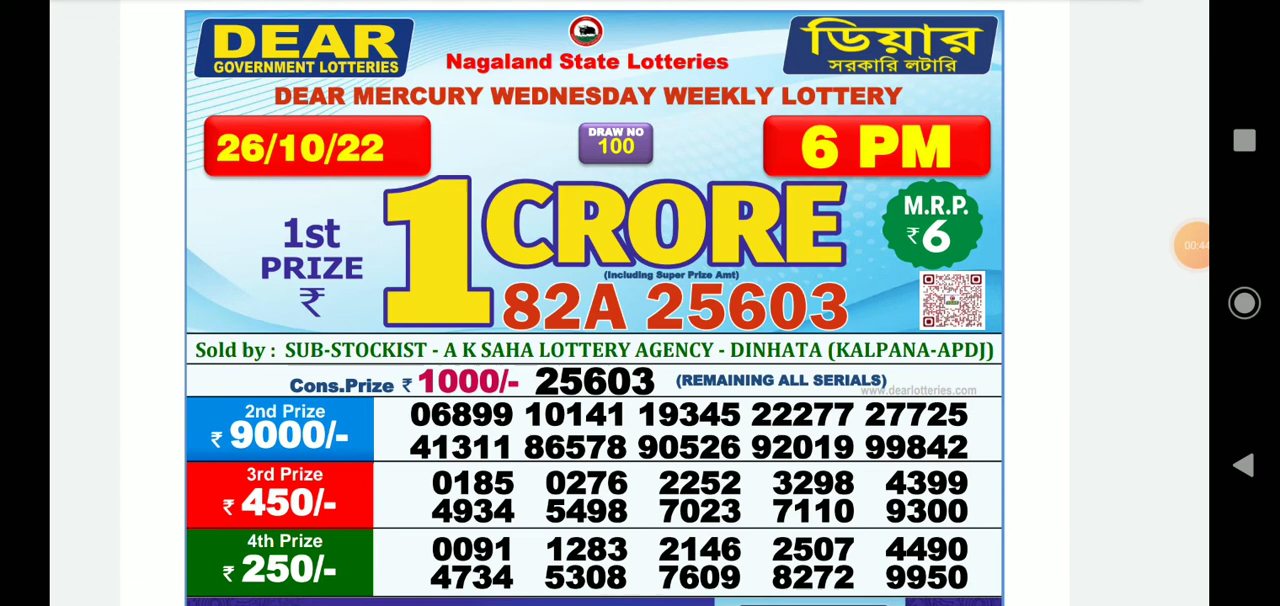 DEAR
GOVERNMENT LOTTERIES
Nagaland State Lotteries
ডিয়ার
সরকারি লটারি
DEAR MERCURY WEDNESDAY WEEKLY LOTTERY
26/10/22
DRAW NO
100
6 PM
1st
PRIZE
₹
1 CRORE
(Including Super Prize Amt)
M.R.P.
₹ 6
82A 25603
00:44
Sold by : SUB-STOCKIST - A K SAHA LOTTERY AGENCY - DINHATA (KALPANA-APDJ)
Cons.Prize ₹ 1000/- 25603 (REMAINING ALL SERIALS)
www.dearlotteries.com
2nd Prize
₹ 9000/-
06899 10141 19345 22277 27725
41311 86578 90526 92019 99842
3rd Prize
₹ 450/-
0185 0276 2252 3298 4399
4934 5498 7023 7110 9300
4th Prize
₹ 250/-
0091 1283 2146 2507 4490
4734 5308 7609 8272 9950